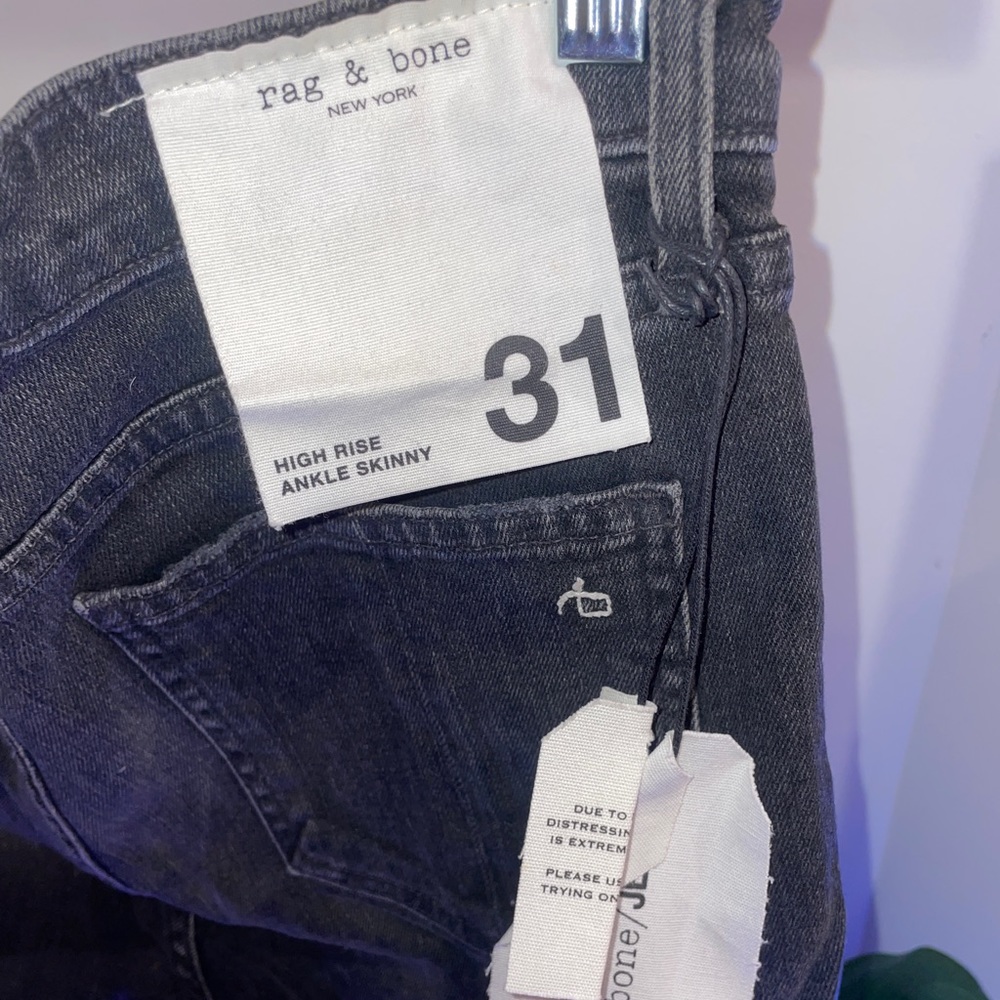 rag & bone
NEW YORK
31
HIGH RISE
ANKLE SKINNY
DUE TO
DISTRESSIN
IS EXTREM
PLEASE US
TRYING ON
bone/JE